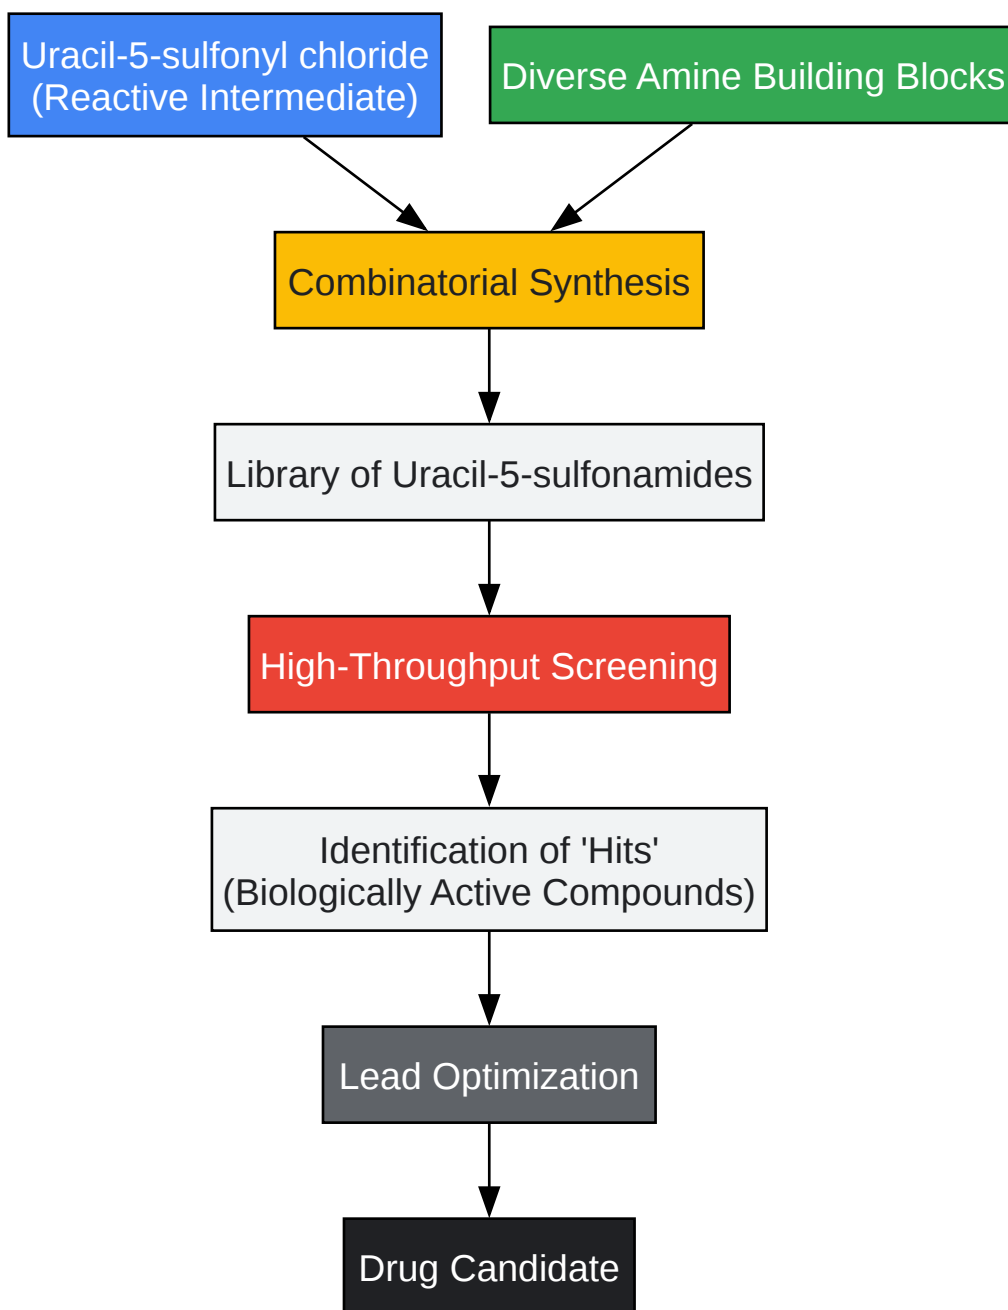 Uracil-5-sulfonyl chloride
(Reactive Intermediate)
Diverse Amine Building Blocks
Combinatorial Synthesis
Library of Uracil-5-sulfonamides
High-Throughput Screening
Identification of 'Hits'
(Biologically Active Compounds)
Lead Optimization
Drug Candidate